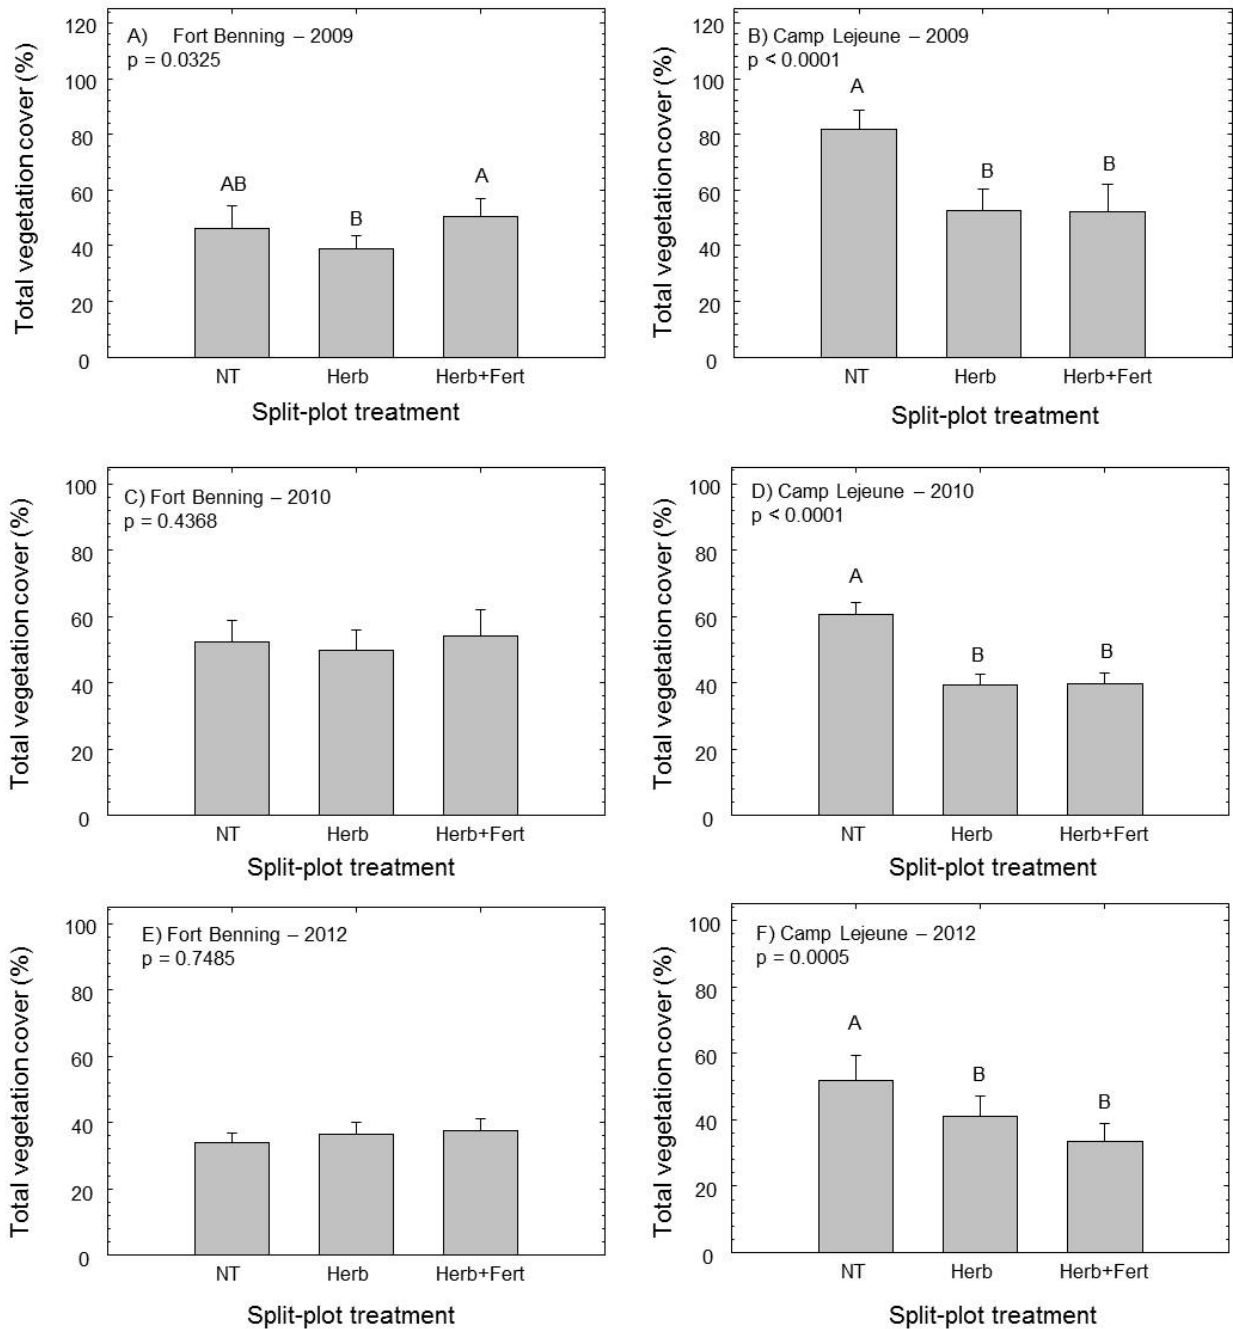 A) Fort Benning – 2009
p = 0.0325
Total vegetation cover (%)
120
100
80
60
40
20
0
AB
B
A
NT Herb Herb+Fert
Split-plot treatment
B) Camp Lejeune – 2009
p < 0.0001
Total vegetation cover (%)
120
100
80
60
40
20
0
A
B
B
NT Herb Herb+Fert
Split-plot treatment
C) Fort Benning – 2010
p = 0.4368
Total vegetation cover (%)
100
80
60
40
20
0
NT Herb Herb+Fert
Split-plot treatment
D) Camp Lejeune – 2010
p < 0.0001
Total vegetation cover (%)
100
80
60
40
20
0
A
B
B
NT Herb Herb+Fert
Split-plot treatment
E) Fort Benning – 2012
p = 0.7485
Total vegetation cover (%)
100
80
60
40
20
0
NT Herb Herb+Fert
Split-plot treatment
F) Camp Lejeune – 2012
p = 0.0005
Total vegetation cover (%)
100
80
60
40
20
0
A
B
B
NT Herb Herb+Fert
Split-plot treatment